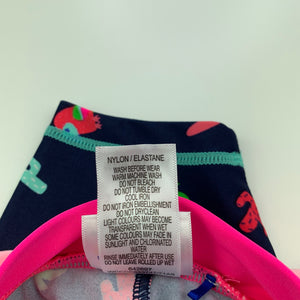 NYLON / ELASTANE
WASH BEFORE WEAR
WARM MACHINE WASH
DO NOT BLEACH
DO NOT TUMBLE DRY
COOL IRON
DO NOT IRON EMBELLISHMENT
DO NOT DRYCLEAN
LIGHT COLOURS MAY BECOME
TRANSPARENT WHEN WET
SOME COLOURS MAY FADE IN
SUNLIGHT AND CHLORINATED
WATER
RINSE IMMEDIATELY AFTER USE
DO NOT LEAVE ROLLED UP WET